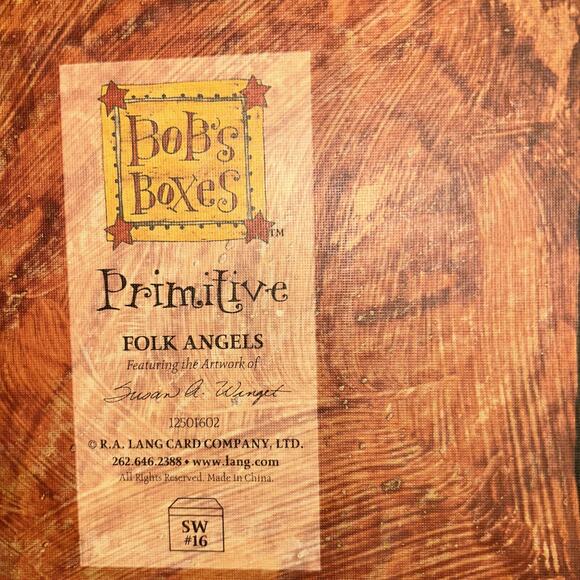 BOB'S
BOXES
TM
Primitive
FOLK ANGELS
Featuring the Artwork of
Susan A. Winget
12501602
© R.A. LANG CARD COMPANY, LTD.
262.646.2388 • www.lang.com
All Rights Reserved. Made in China.
SW
#16